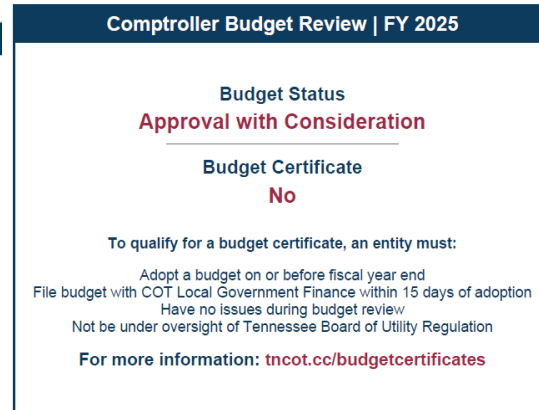 Comptroller Budget Review | FY 2025
Budget Status
Approval with Consideration
Budget Certificate
No
To qualify for a budget certificate, an entity must:
Adopt a budget on or before fiscal year end
File budget with COT Local Government Finance within 15 days of adoption
Have no issues during budget review
Not be under oversight of Tennessee Board of Utility Regulation
For more information: tncot.cc/budgetcertificates